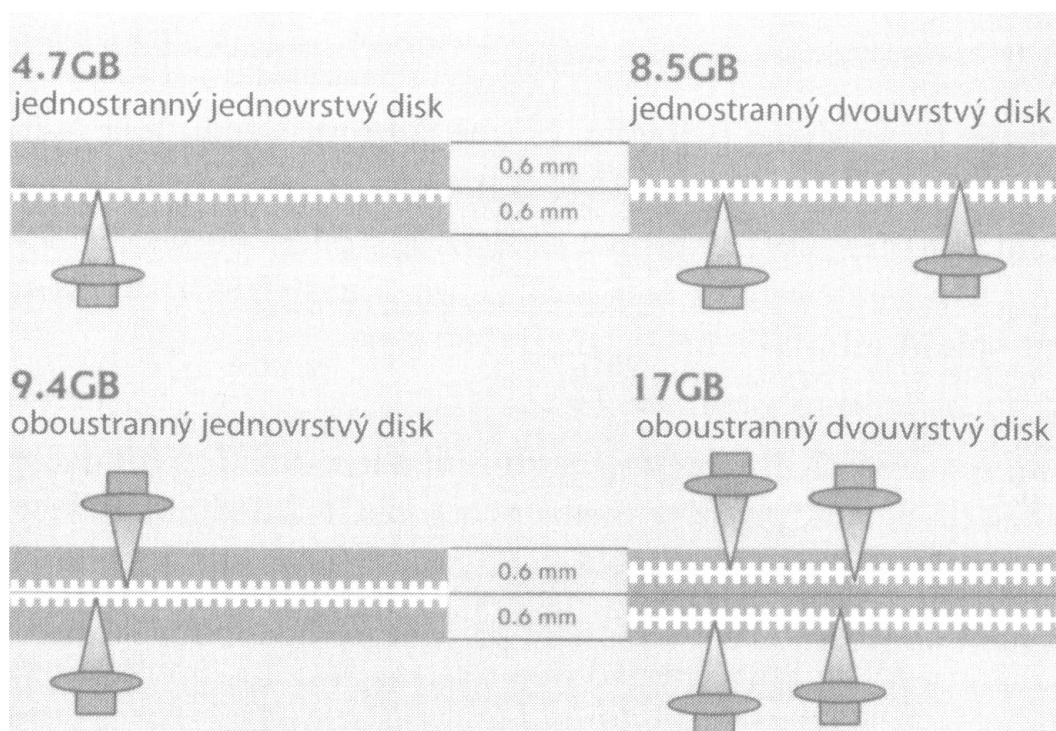 4.7GB
jednostranný jednovrstvý disk
8.5GB
jednostranný dvouvrstvý disk
0.6 mm
0.6 mm
9.4GB
oboustranný jednovrstvý disk
17GB
oboustranný dvouvrstvý disk
0.6 mm
0.6 mm